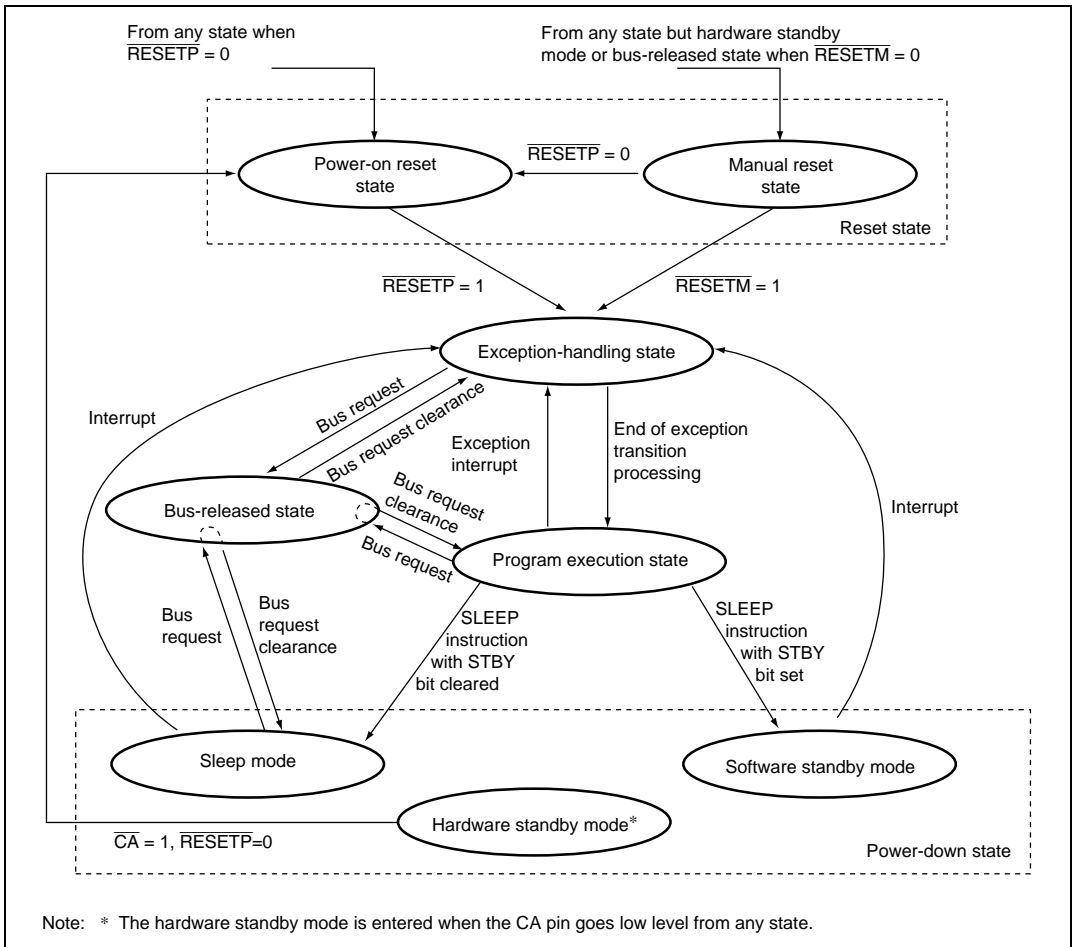 From any state when
RESETP = 0
From any state but hardware standby
mode or bus-released state when RESETM = 0
Power-on reset
state
RESETP = 0
Manual reset
state
Reset state
RESETP = 1
RESETM = 1
Exception-handling state
Interrupt
Bus request
Bus request clearance
Exception
interrupt
End of exception
transition
processing
Interrupt
Bus-released state
Bus request
clearance
Bus request
Program execution state
Bus
request
Bus
request
clearance
SLEEP
instruction
with STBY
bit cleared
SLEEP
instruction
with STBY
bit set
Sleep mode
Software standby mode
Hardware standby mode*
CA = 1, RESETP=0
Power-down state
Note: * The hardware standby mode is entered when the CA pin goes low level from any state.